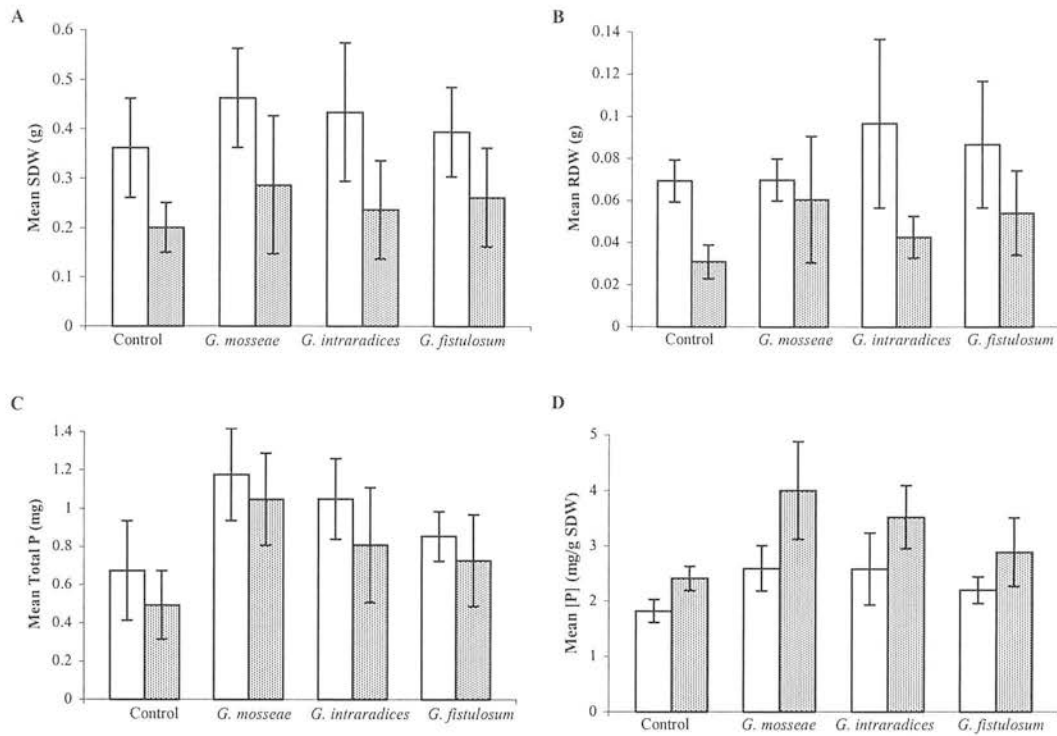 A
Mean SDW (g)
0.6
0.5
0.4
0.3
0.2
0.1
0
Control G. mosseae G. intraradices G. fistulosum
B
Mean RDW (g)
0.14
0.12
0.1
0.08
0.06
0.04
0.02
0
Control G. mosseae G. intraradices G. fistulosum
C
Mean Total P (mg)
1.4
1.2
1
0.8
0.6
0.4
0.2
0
Control G. mosseae G. intraradices G. fistulosum
D
Mean [P] (mg/g SDW)
5
4
3
2
1
0
Control G. mosseae G. intraradices G. fistulosum